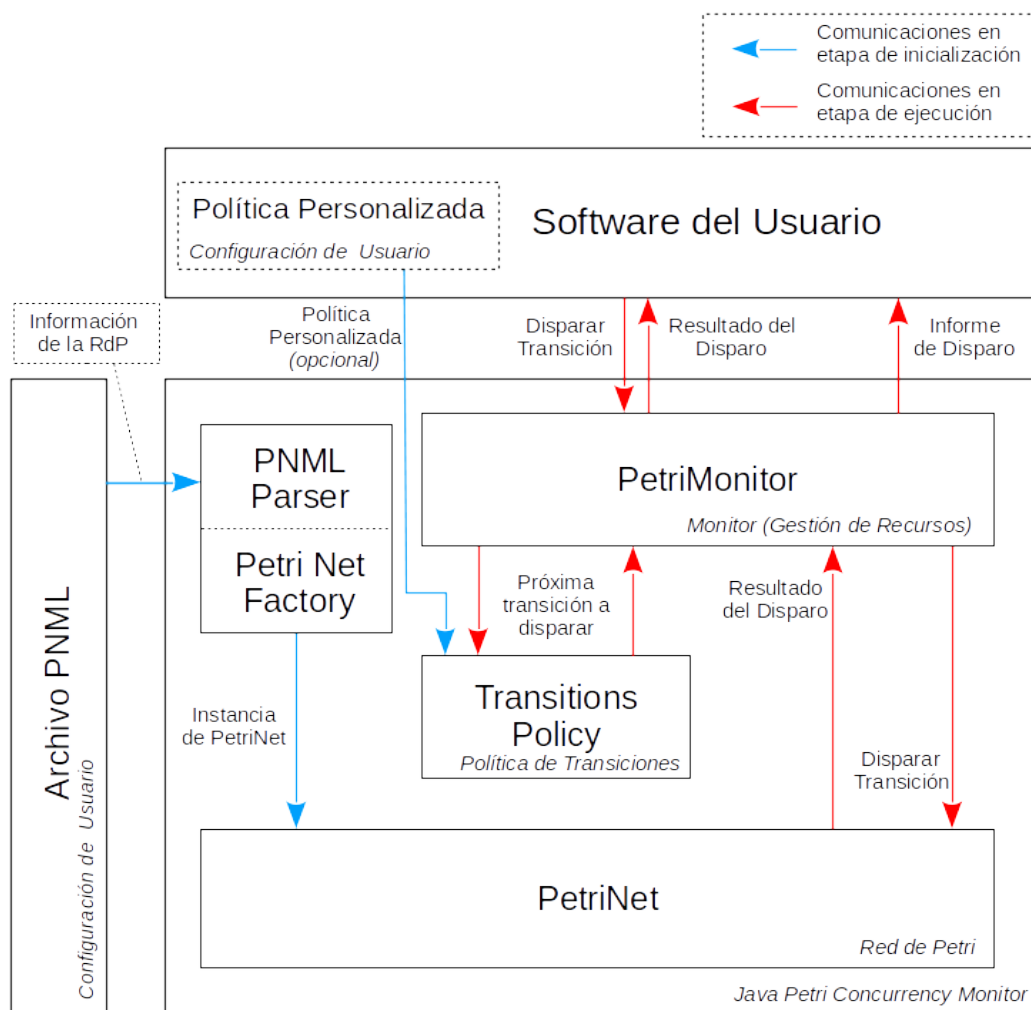 Comunicaciones en
etapa de inicialización
Comunicaciones en
etapa de ejecución
Política Personalizada
Configuración de Usuario
Software del Usuario
Información
de la RdP
Política
Personalizada
(opcional)
Disparar
Transición
Resultado del
Disparo
Informe
de Disparo
Archivo PNML
Configuración de Usuario
PNML
Parser
Petri Net
Factory
PetriMonitor
Monitor (Gestión de Recursos)
Próxima
transición a
disparar
Resultado
del Disparo
Transitions
Policy
Política de Transiciones
Instancia
de PetriNet
Disparar
Transición
PetriNet
Red de Petri
Java Petri Concurrency Monitor